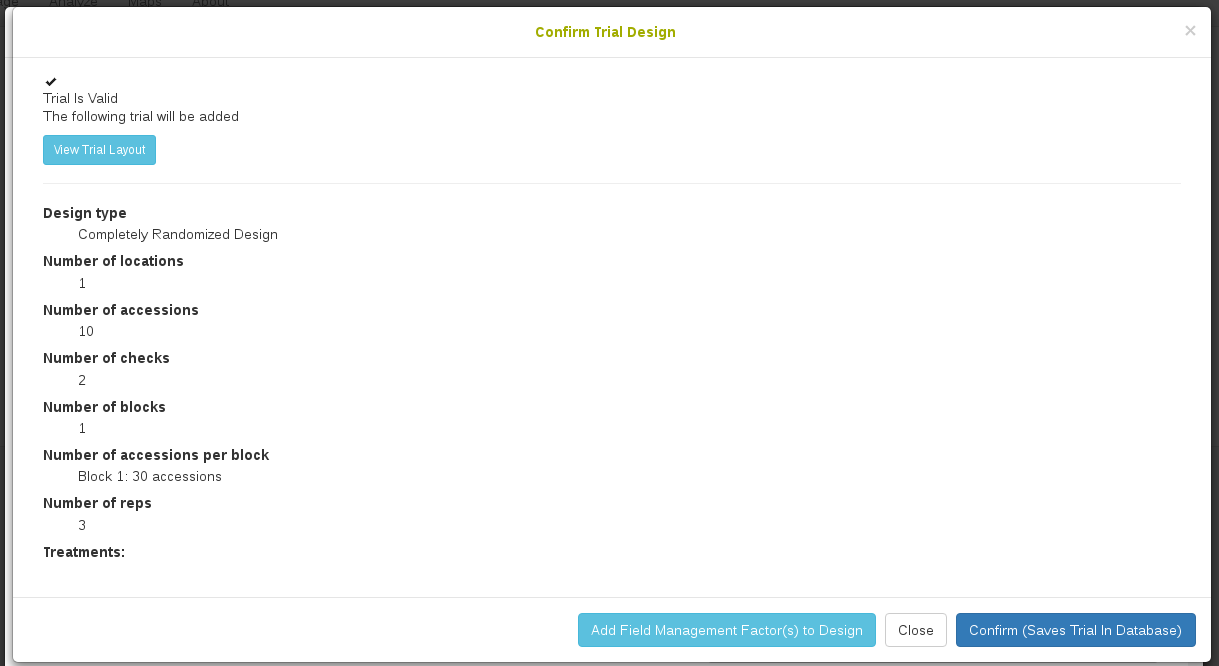 Analyze Maps About
Confirm Trial Design
×
Trial Is Valid
The following trial will be added
View Trial Layout
Design type
Completely Randomized Design
Number of locations
1
Number of accessions
10
Number of checks
2
Number of blocks
1
Number of accessions per block
Block 1: 30 accessions
Number of reps
3
Treatments:
Add Field Management Factor(s) to Design
Close
Confirm (Saves Trial In Database)